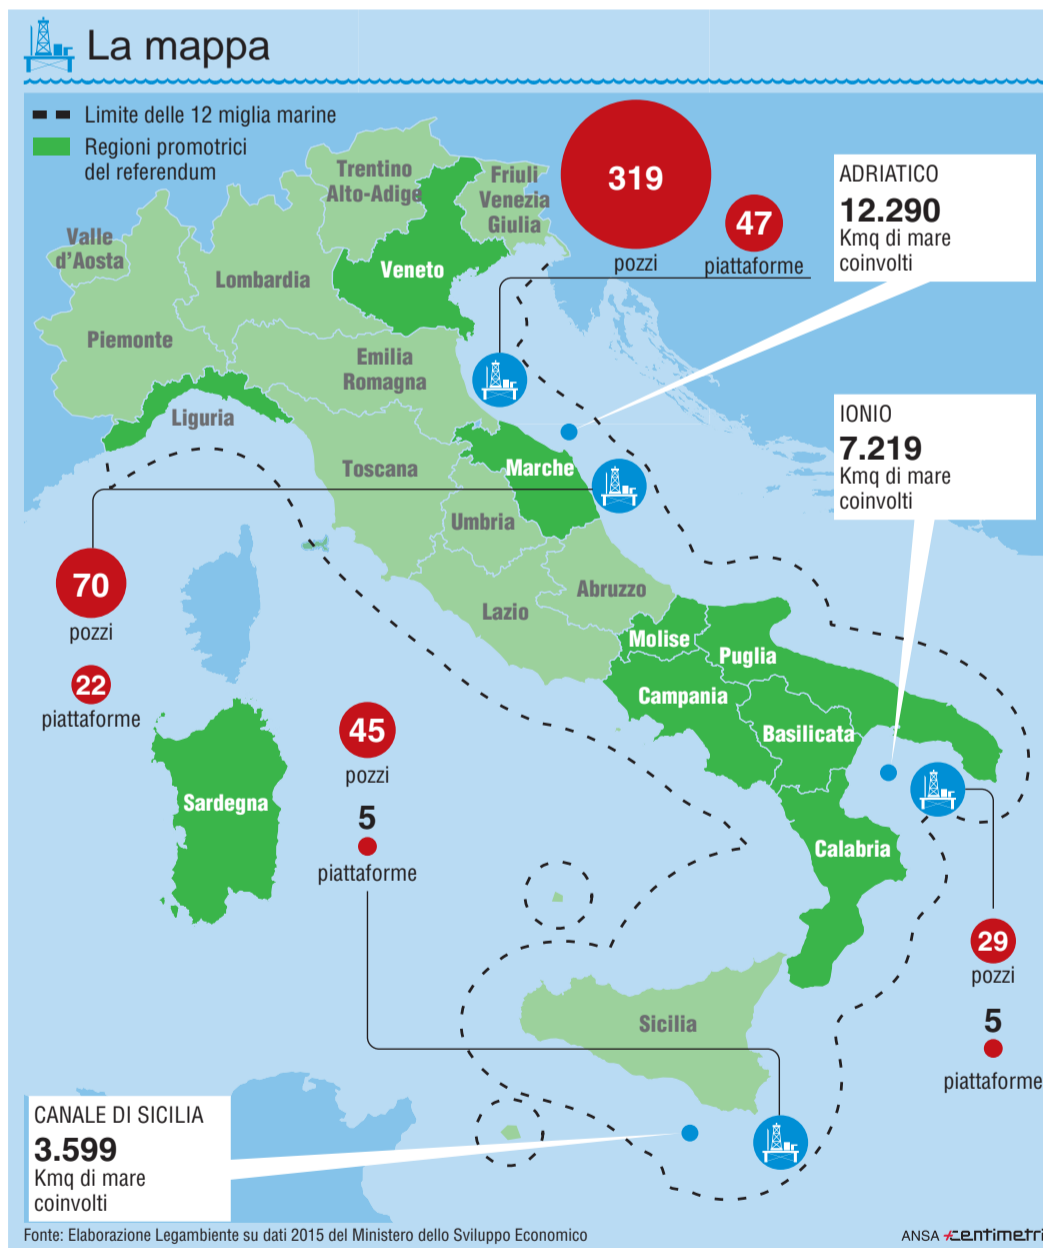 La mappa
Limite delle 12 miglia marine
Regioni promotrici
del referendum
Trentino
Alto-Adige
Friuli
Venezia
Giulia
Valle
d'Aosta
Lombardia
Veneto
Piemonte
Emilia
Romagna
Liguria
Toscana
Marche
Umbria
Lazio
Abruzzo
Molise
Puglia
Campania
Basilicata
Sardegna
Calabria
Sicilia
319
pozzi
47
piattaforme
ADRIATICO
12.290
Kmq di mare
coinvolti
IONIO
7.219
Kmq di mare
coinvolti
70
pozzi
22
piattaforme
45
pozzi
5
piattaforme
29
pozzi
5
piattaforme
CANALE DI SICILIA
3.599
Kmq di mare
coinvolti
Fonte: Elaborazione Legambiente su dati 2015 del Ministero dello Sviluppo Economico
ANSA centimetri